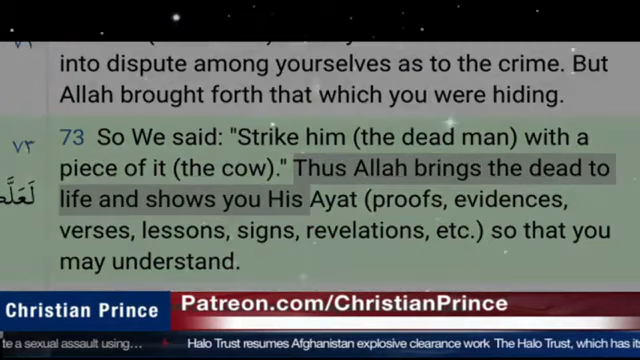 into dispute among yourselves as to the crime. But
Allah brought forth that which you were hiding.
٧٣
73 So We said: "Strike him (the dead man) with a
piece of it (the cow)." Thus Allah brings the dead to
life and shows you His Ayat (proofs, evidences,
verses, lessons, signs, revelations, etc.) so that you
may understand.
Christian Prince
Patreon.com/ChristianPrince
te a sexual assault using...
Halo Trust resumes Afghanistan explosive clearance work The Halo Trust, which has it